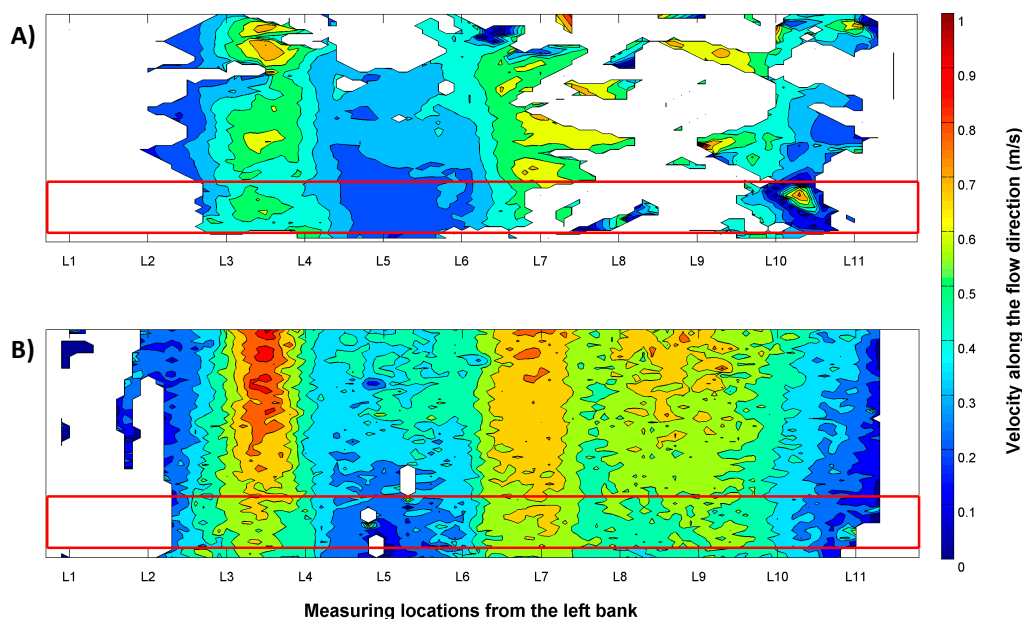 A)
L1 L2 L3 L4 L5 L6 L7 L8 L9 L10 L11
B)
L1 L2 L3 L4 L5 L6 L7 L8 L9 L10 L11
Measuring locations from the left bank
1
0.9
0.8
0.7
0.6
0.5
0.4
0.3
0.2
0.1
0
Velocity along the flow direction (m/s)